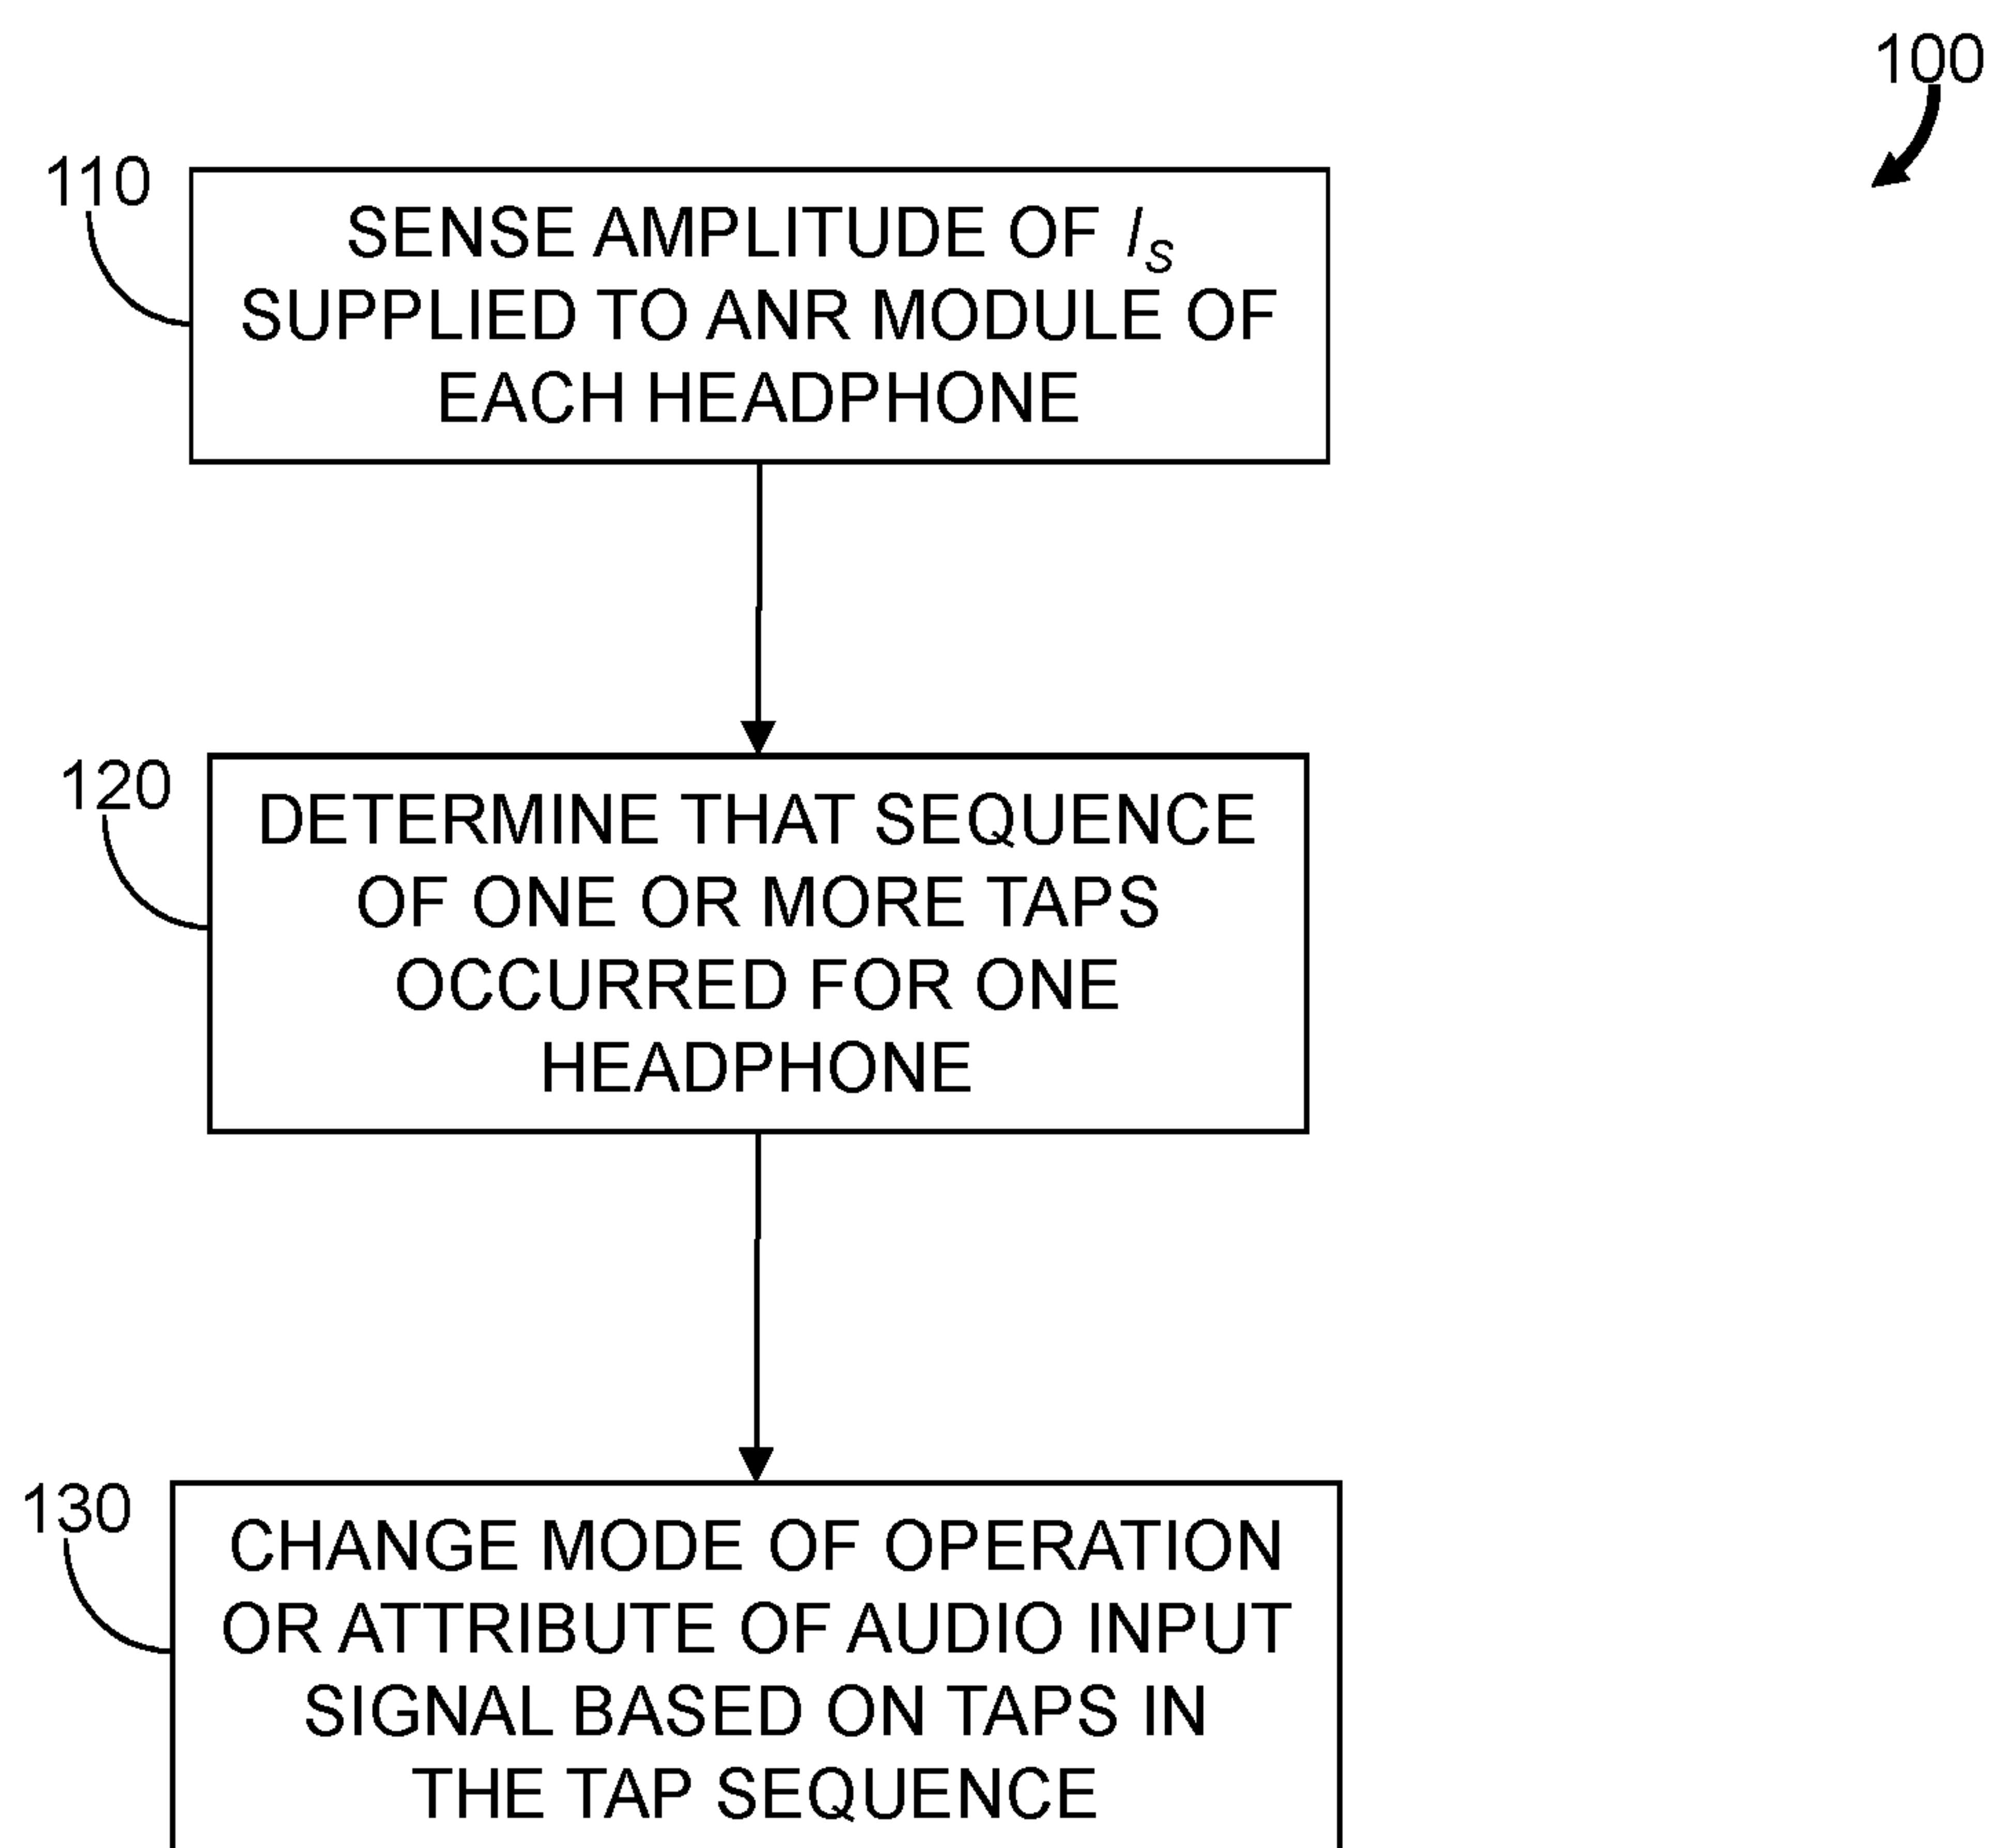 100
110
SENSE AMPLITUDE OF IS
SUPPLIED TO ANR MODULE OF
EACH HEADPHONE
120
DETERMINE THAT SEQUENCE
OF ONE OR MORE TAPS
OCCURRED FOR ONE
HEADPHONE
130
CHANGE MODE OF OPERATION
OR ATTRIBUTE OF AUDIO INPUT
SIGNAL BASED ON TAPS IN
THE TAP SEQUENCE